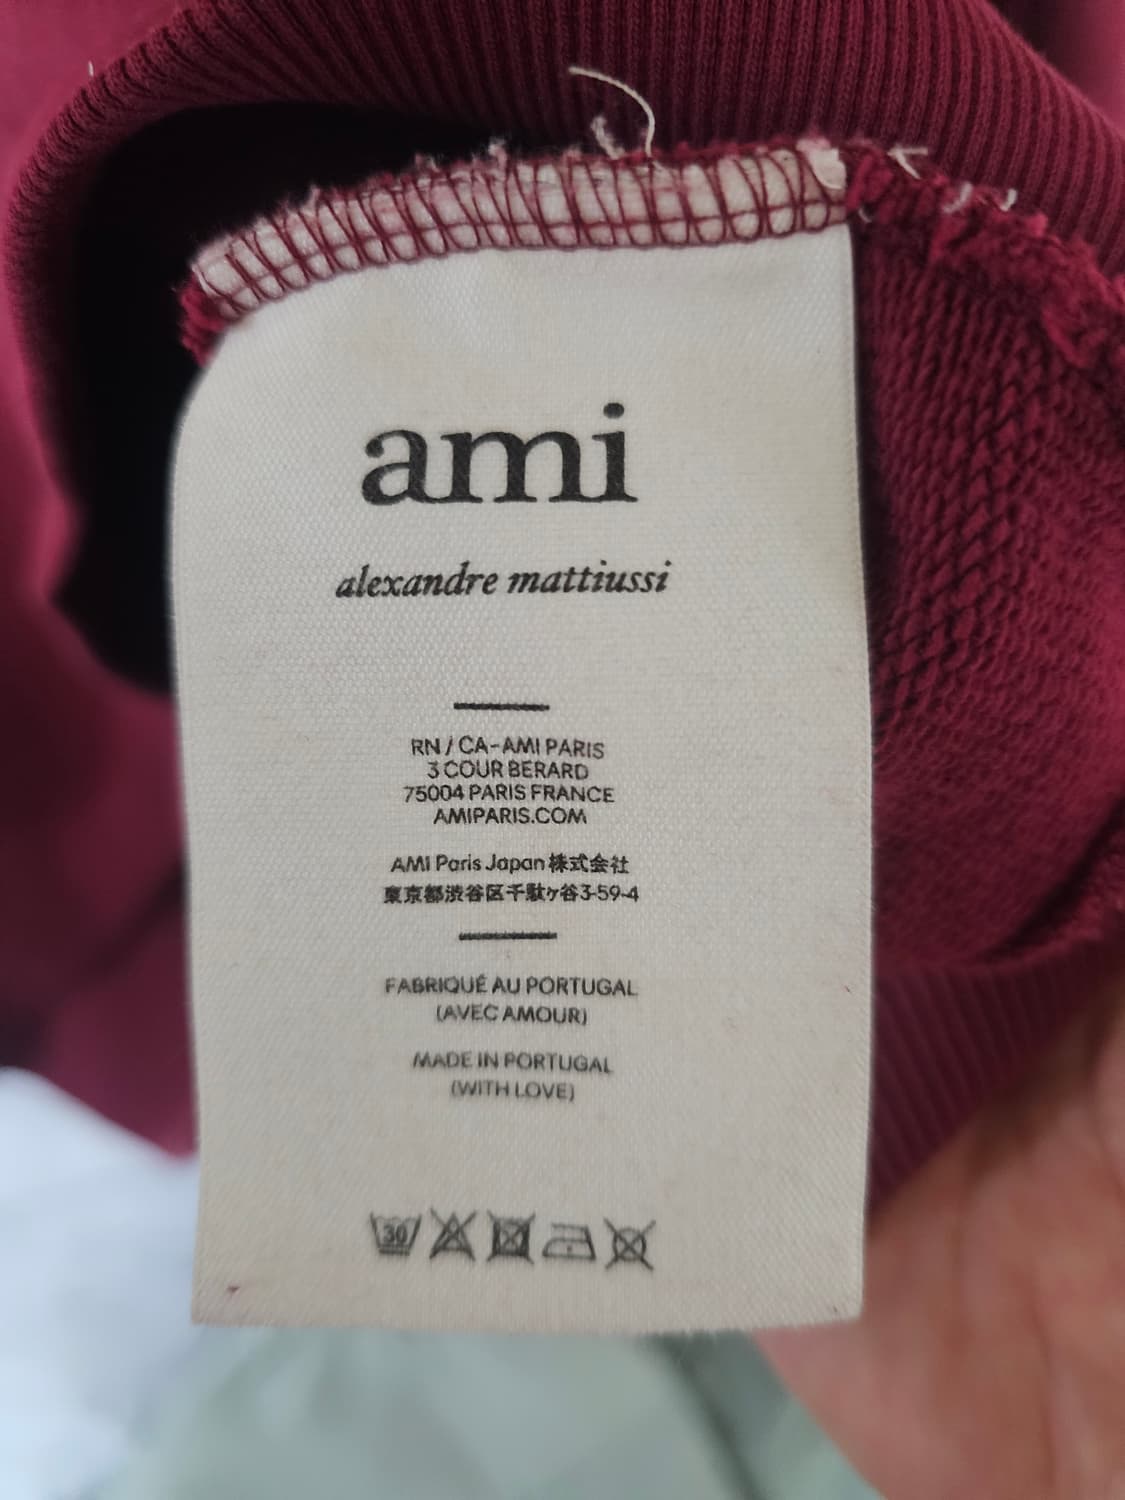 ami
alexandre mattiussi
RN / CA-AMI PARIS
3 COUR BERARD
75004 PARIS FRANCE
AMIPARIS.COM
AMI Paris Japan 株式会社
東京都渋谷区千駄ヶ谷3-59-4
FABRIQUÉ AU PORTUGAL
(AVEC AMOUR)
MADE IN PORTUGAL
(WITH LOVE)
30